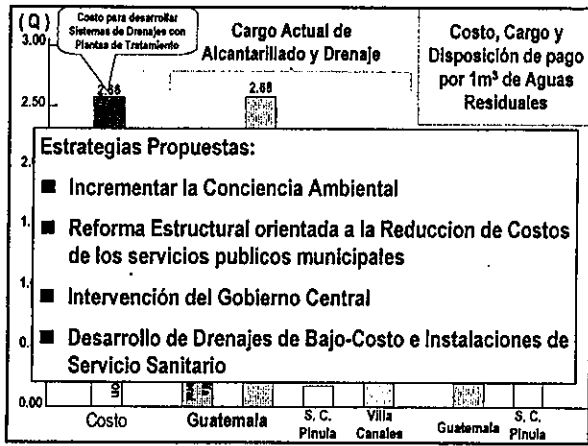 (Q)
Costo para desarrollar
Sistemas de Drenajes con
Plantas de Tratamiento
Cargo Actual de
Alcantarillado y Drenaje
Costo, Cargo y
Disposición de pago
por 1m³ de Aguas
Residuales
3.00
2.68
2.50
Estrategias Propuestas:
■ Incrementar la Conciencia Ambiental
■ Reforma Estructural orientada a la Reduccion de Costos
de los servicios publicos municipales
■ Intervención del Gobierno Central
■ Desarrollo de Drenajes de Bajo-Costo e Instalaciones de
Servicio Sanitario
0.00
Costo
Guatemala
S. C.
Pinula
Villa
Canales
Guatemala
S. C.
Pinula